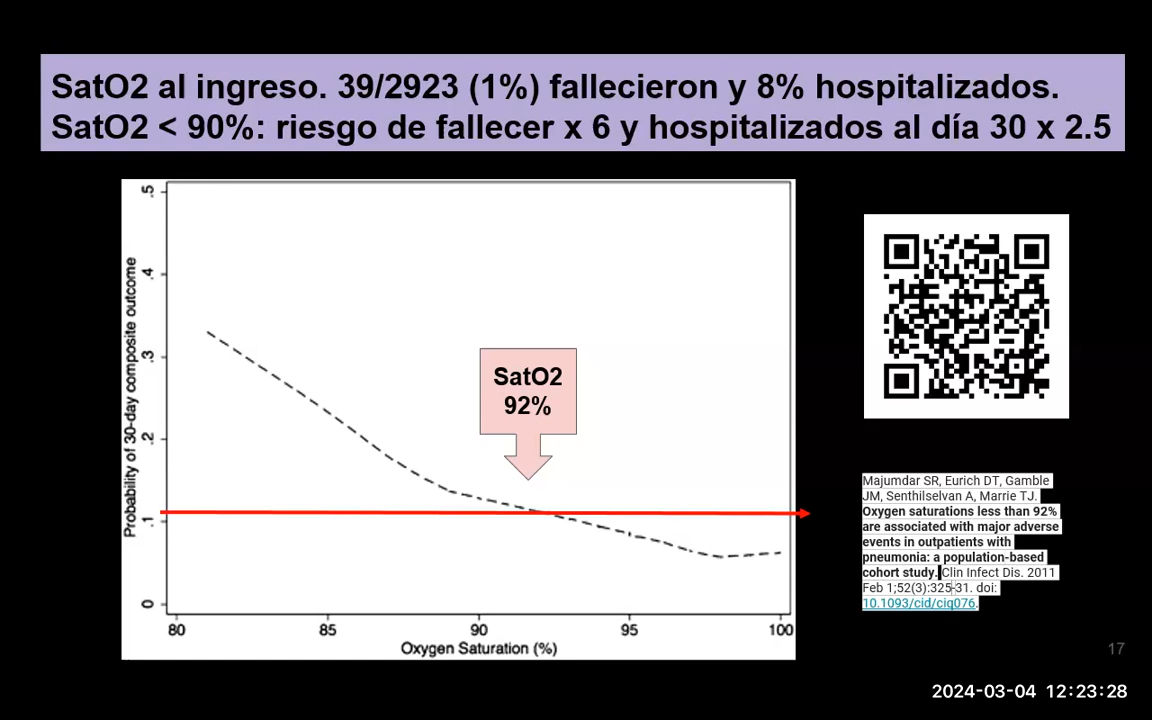 SatO2 al ingreso. 39/2923 (1%) fallecieron y 8% hospitalizados.
SatO2 < 90%: riesgo de fallecer x 6 y hospitalizados al día 30 x 2.5
Probability of 30-day composite outcome
.5
.4
.3
.2
.1
0
SatO2
92%
80
85
90
95
100
Oxygen Saturation (%)
Majumdar SR, Eurich DT, Gamble
JM, Senthilselvan A, Marrie TJ.
Oxygen saturations less than 92%
are associated with major adverse
events in outpatients with
pneumonia: a population-based
cohort study. Clin Infect Dis. 2011
Feb 1;52(3):325-31. doi:
10.1093/cid/ciq076.
17
2024-03-04 12:23:28